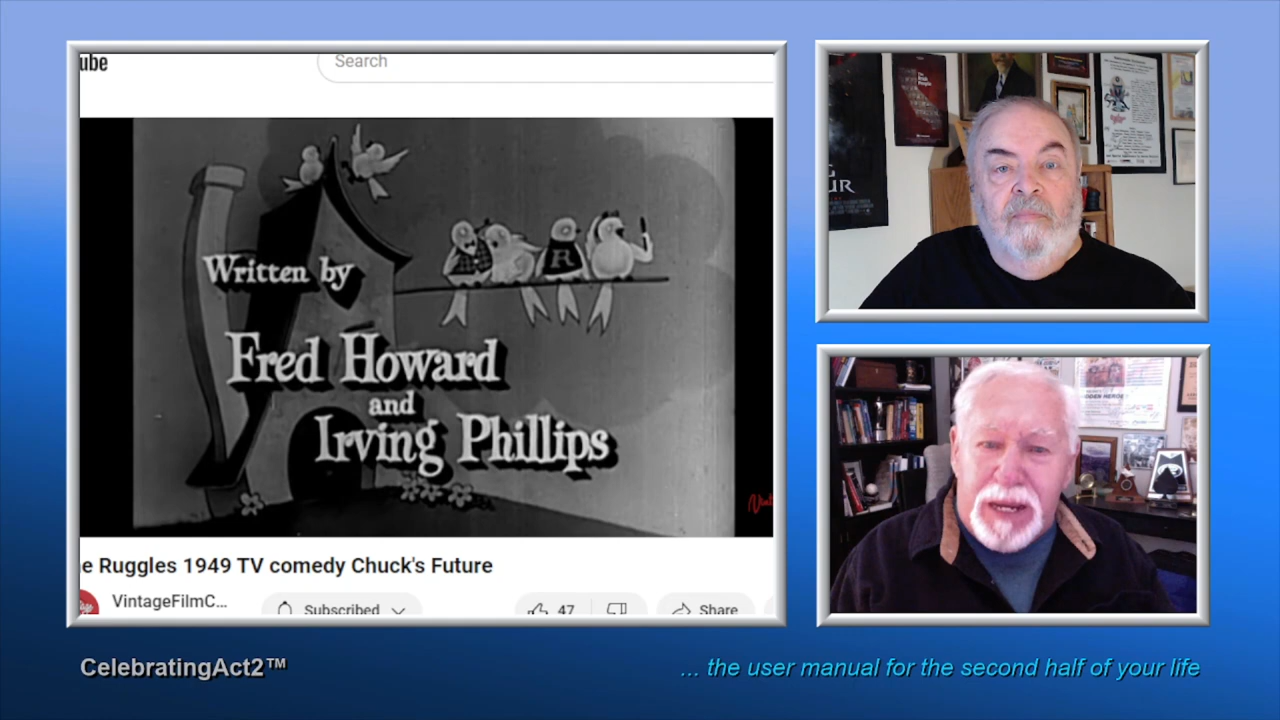 ube
Search
Written by
Fred Howard
and
Irving Phillips
R
e Ruggles 1949 TV comedy Chuck's Future
VintageFilmC...
Subscribed
47
Share
CelebratingAct2™
... the user manual for the second half of your life